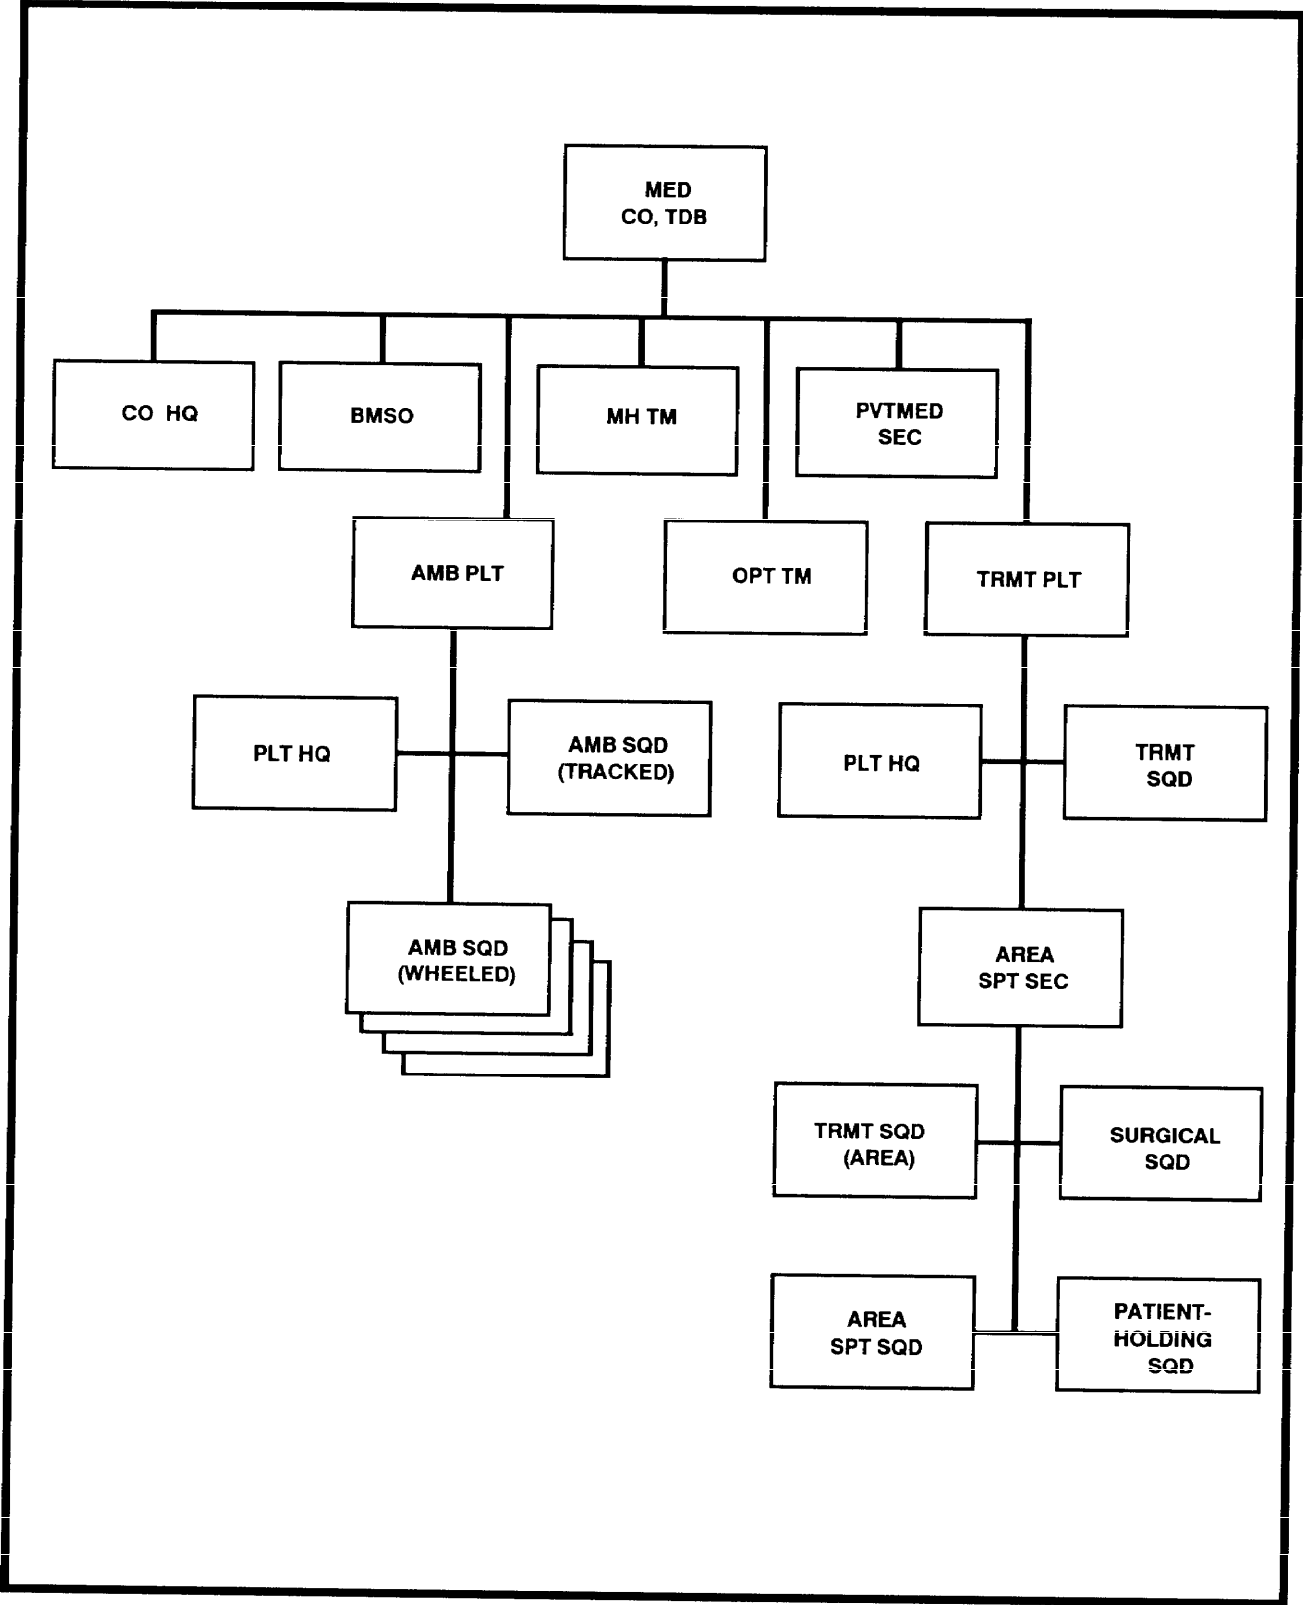 MED
CO, TDB
CO HQ
BMSO
MH TM
PVTMED
SEC
AMB PLT
OPT TM
TRMT PLT
PLT HQ
AMB SQD
(TRACKED)
PLT HQ
TRMT
SQD
AMB SQD
(WHEELED)
AREA
SPT SEC
TRMT SQD
(AREA)
SURGICAL
SQD
AREA
SPT SQD
PATIENT-
HOLDING
SQD